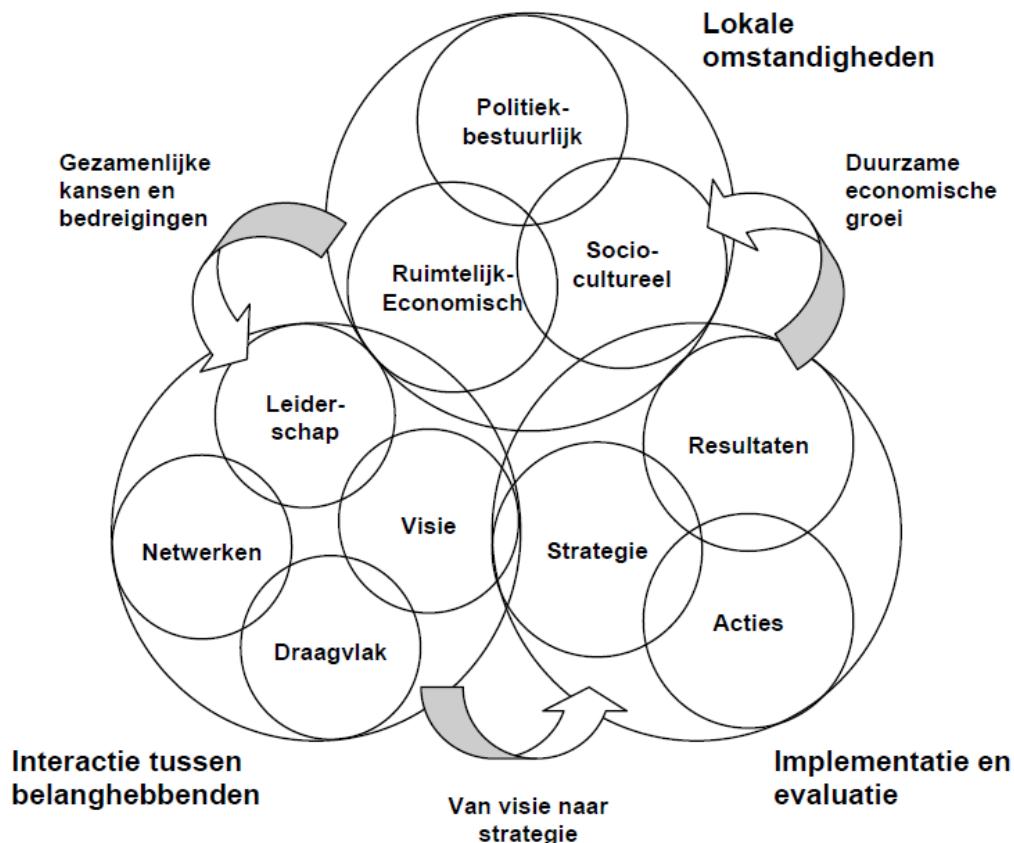 Lokale
omstandigheden
Politiek-
bestuurlijk
Gezamenlijke
kansen en
bedreigingen
Duurzame
economische
groei
Socio-
cultureel
Ruimtelijk-
Economisch
Leider-
schap
Resultaten
Visie
Netwerken
Strategie
Acties
Draagvlak
Interactie tussen
belanghebbenden
Implementatie en
evaluatie
Van visie naar
strategie